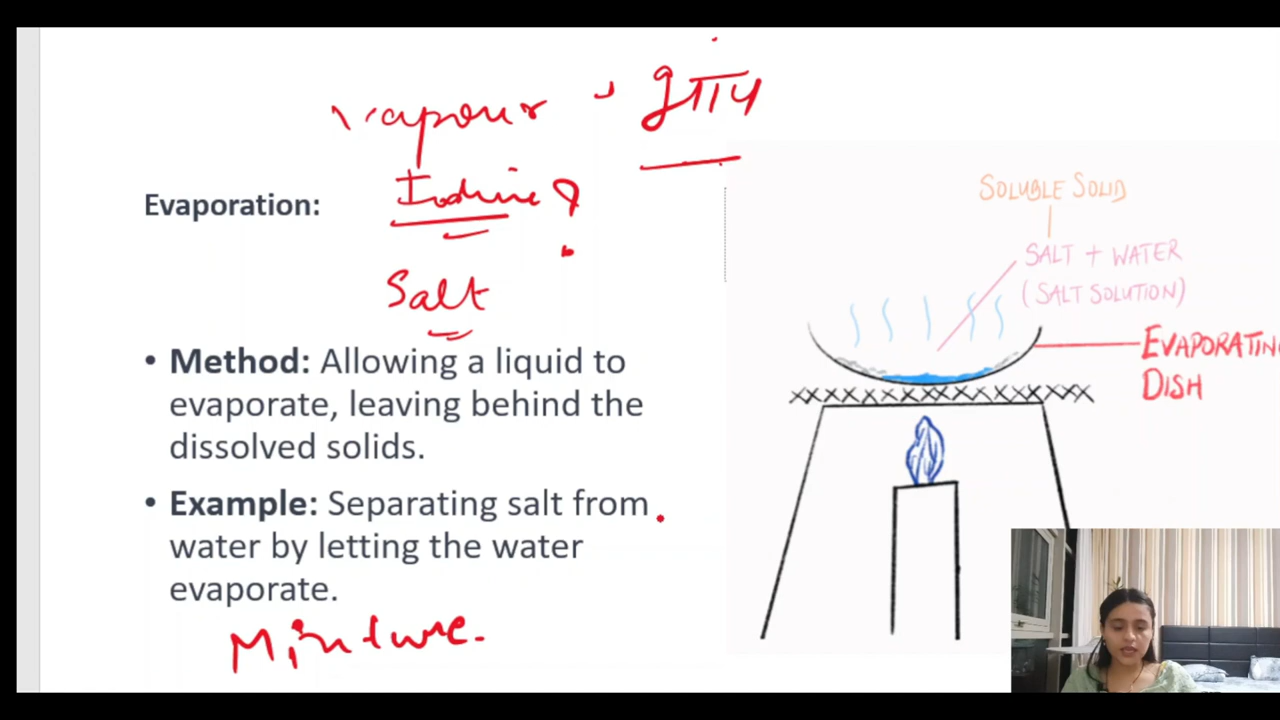 Vapour
Evaporation:
Iodine &
Salt
• Method: Allowing a liquid to
evaporate, leaving behind the
dissolved solids.
• Example: Separating salt from
water by letting the water
evaporate.
Mixture.
SOLUBLE SOLID
SALT + WATER
(SALT SOLUTION)
EVAPORATING
DISH